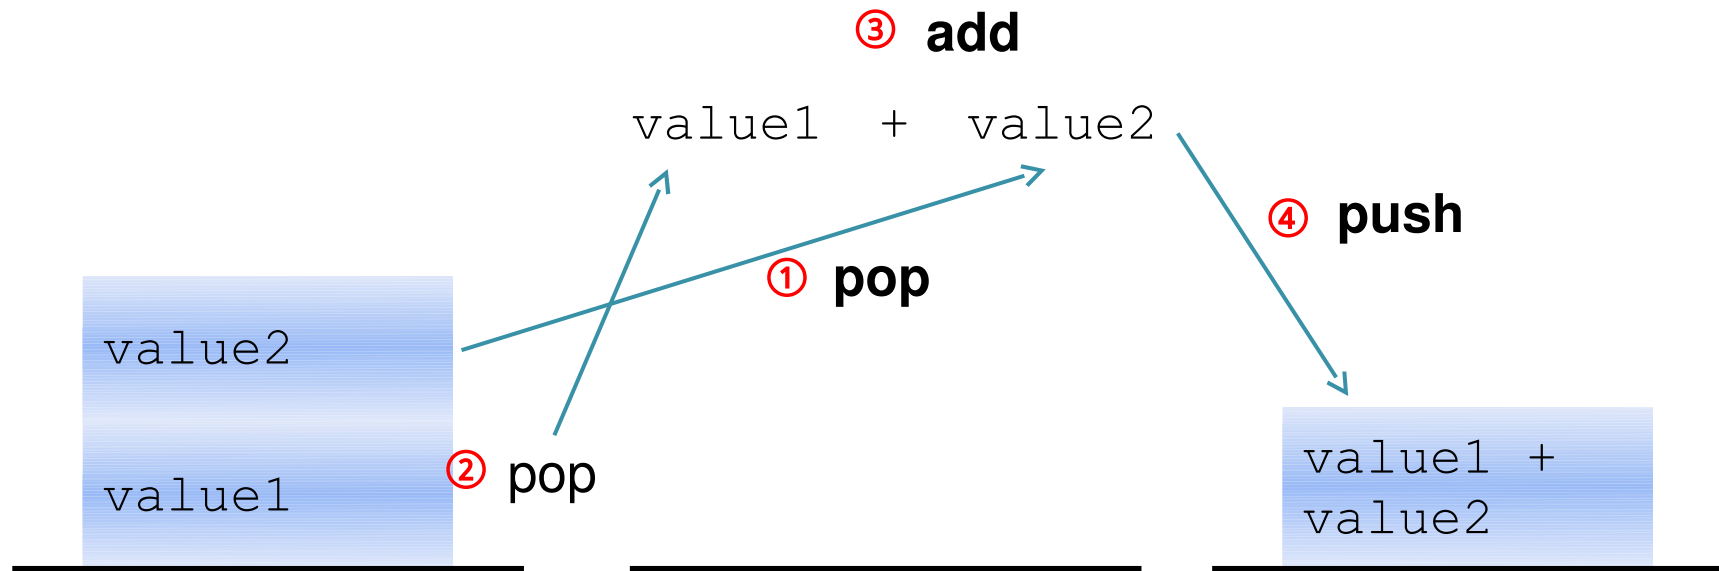 ③ add
value1 + value2
④ push
① pop
value2
② pop
value1
value1 +
value2